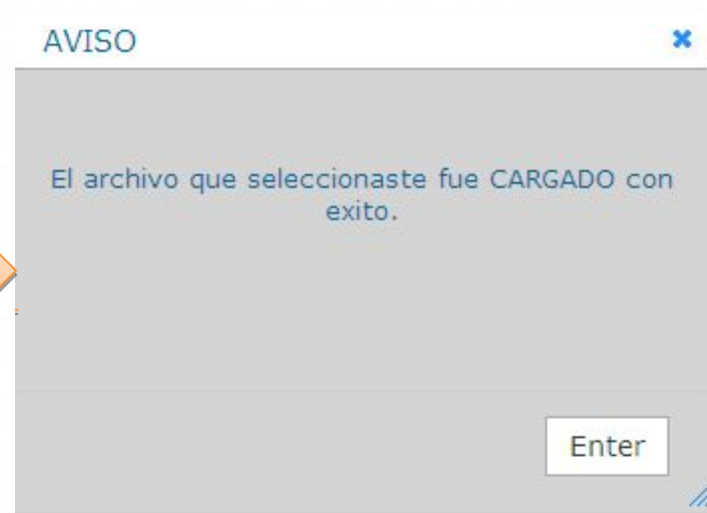 AVISO
El archivo que seleccionaste fue CARGADO con
exito.
Enter